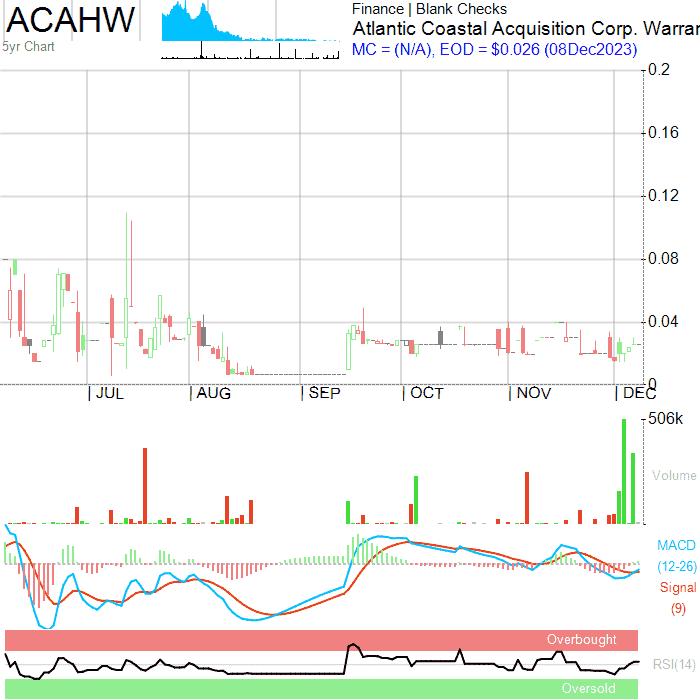 ACAHW
5yr Chart
Finance | Blank Checks
Atlantic Coastal Acquisition Corp. Warran
MC = (N/A), EOD = $0.026 (08Dec2023)
0.2
0.16
0.12
0.08
0.04
0
JUL AUG SEP OCT NOV DEC
506k
Volume
MACD
(12-26)
Signal
(9)
Overbought
RSI(14)
Oversold